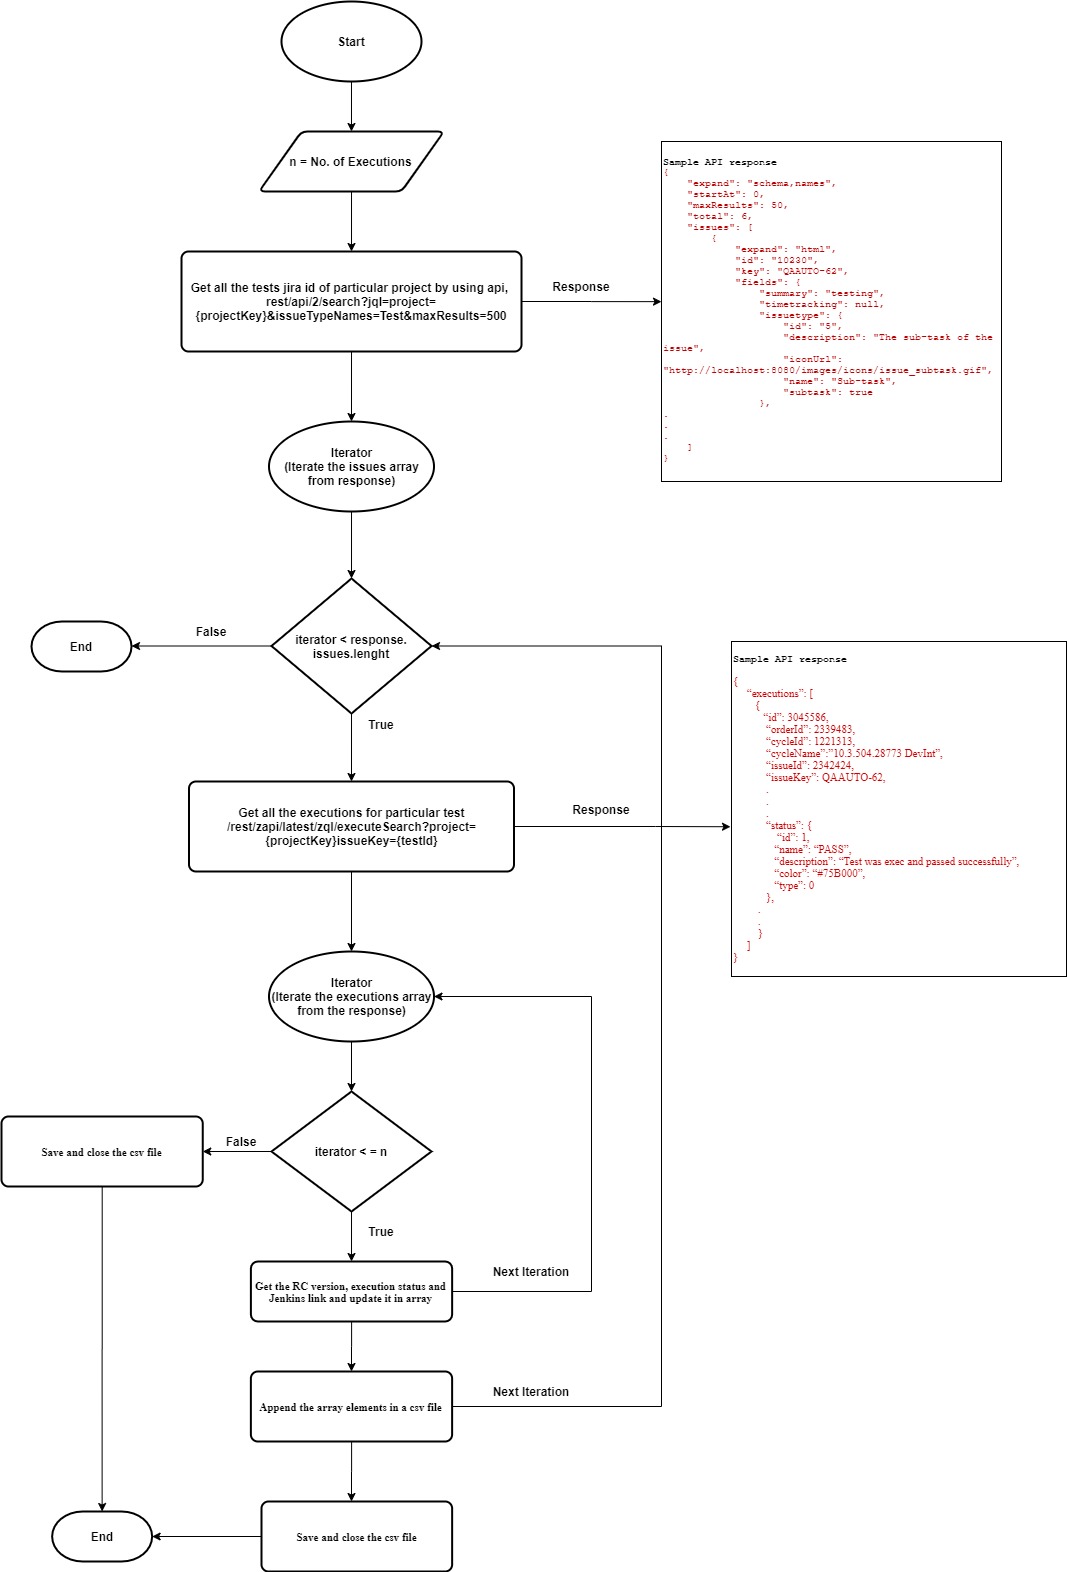 Start
n = No. of Executions
Get all the tests jira id of particular project by using api,
rest/api/2/search?jql=project=
{projectKey}&issueTypeNames=Test&maxResults=500
Response
Sample API response
{
"expand": "schema,names",
"startAt": 0,
"maxResults": 50,
"total": 6,
"issues": [
{
"expand": "html",
"id": "10230",
"key": "QAAUTO-62",
"fields": {
"summary": "testing",
"timetracking": null,
"issuetype": {
"id": "5",
"description": "The sub-task of the
issue",
"iconUrl":
"http://localhost:8080/images/icons/issue_subtask.gif",
"name": "Sub-task",
"subtask": true
},
.
.
.
]
}
Iterator
(Iterate the issues array
from response)
iterator < response.
issues.lenght
False
End
True
Get all the executions for particular test
/rest/zapi/latest/zql/executeSearch?project=
{projectKey}issueKey={testId}
Response
Sample API response
{
“executions”: [
{
“id”: 3045586,
“orderId”: 2339483,
“cycleId”: 1221313,
“cycleName”:”10.3.504.28773 DevInt”,
“issueId”: 2342424,
“issueKey”: QAAUTO-62,
.
.
.
“status”: {
“id”: 1,
“name”: “PASS”,
“description”: “Test was exec and passed successfully”,
“color”: “#75B000”,
“type”: 0
},
.
.
}
]
}
Iterator
(Iterate the executions array
from the response)
iterator < = n
False
Save and close the csv file
True
Get the RC version, execution status and
Jenkins link and update it in array
Next Iteration
Append the array elements in a csv file
Next Iteration
Save and close the csv file
End